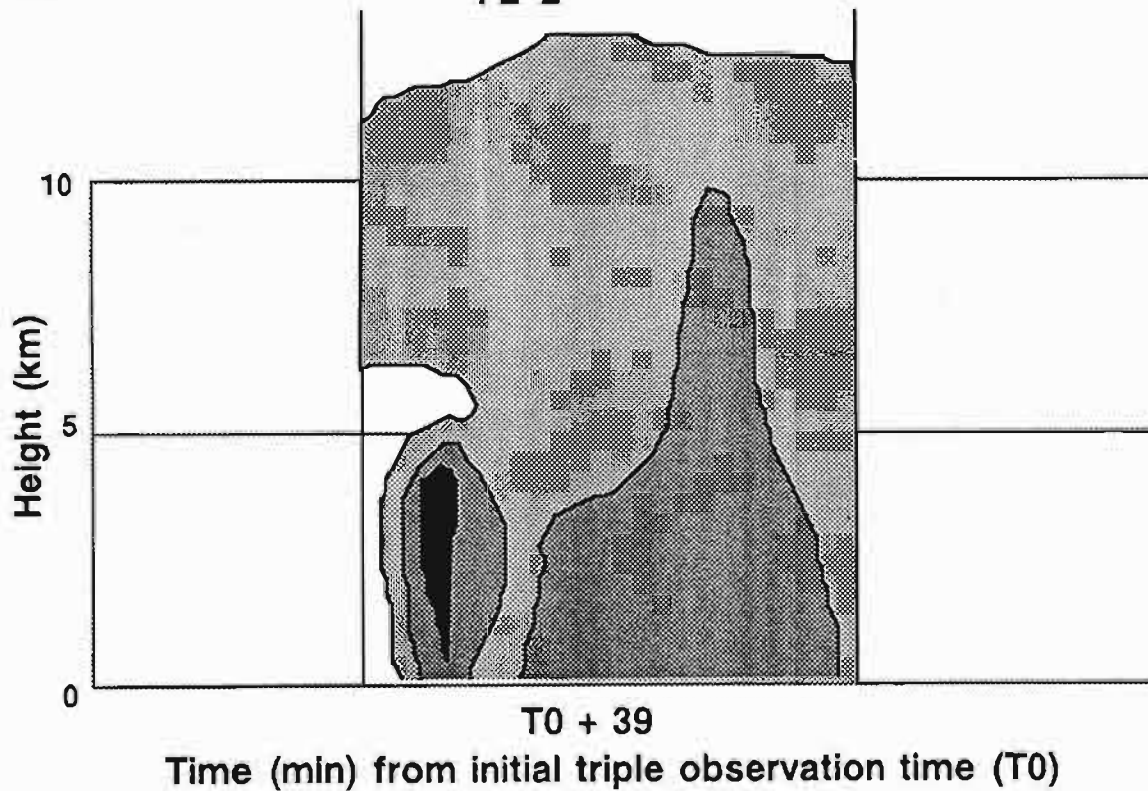 10
Height (km)
5
0
T0 + 39
Time (min) from initial triple observation time (T0)